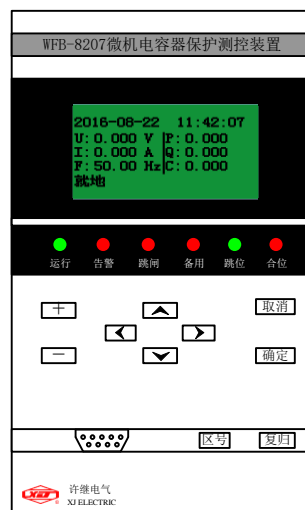 WFB-8207微机电容器保护测控装置
2016-06-22 11:42:07
U: 0.000 V P: 0.000
I: 0.000 A Q: 0.000
F: 50.00 Hz C: 0.000
就地
运行 告警 跳闸 备用 跳位 合位
＋ 取消
－ 确定
区号 复归
XJ 许继电气
XJ ELECTRIC